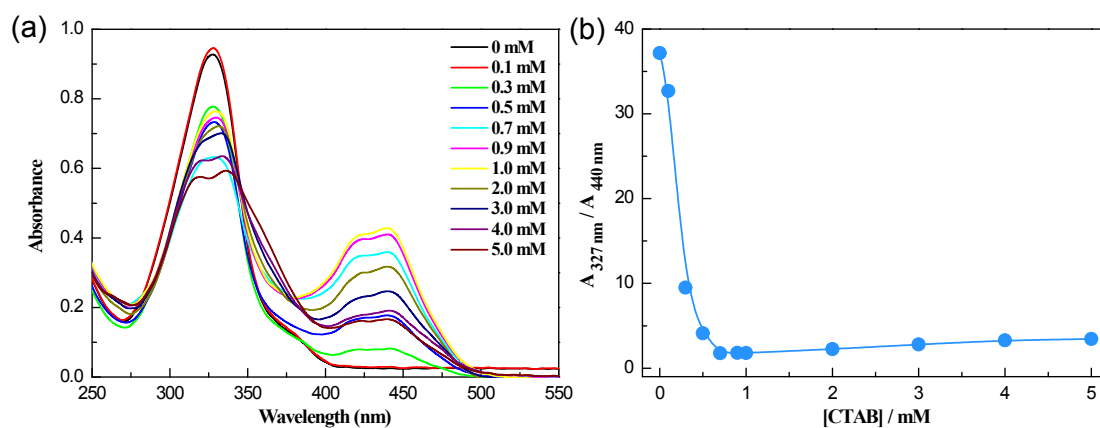 (a)
1.0
0.8
0.6
0.4
0.2
0.0
Absorbance
250
300
350
400
450
500
550
Wavelength (nm)
0 mM
0.1 mM
0.3 mM
0.5 mM
0.7 mM
0.9 mM
1.0 mM
2.0 mM
3.0 mM
4.0 mM
5.0 mM
(b)
40
30
20
10
0
A 327 nm / A 440 nm
0
1
2
3
4
5
[CTAB] / mM